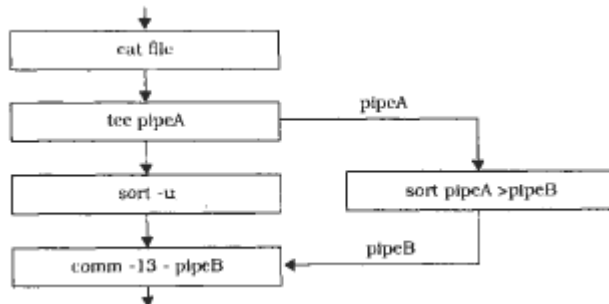 cat file
tee pipeA
pipeA
sort -u
sort pipeA >pipeB
comm -13 - pipeB
pipeB